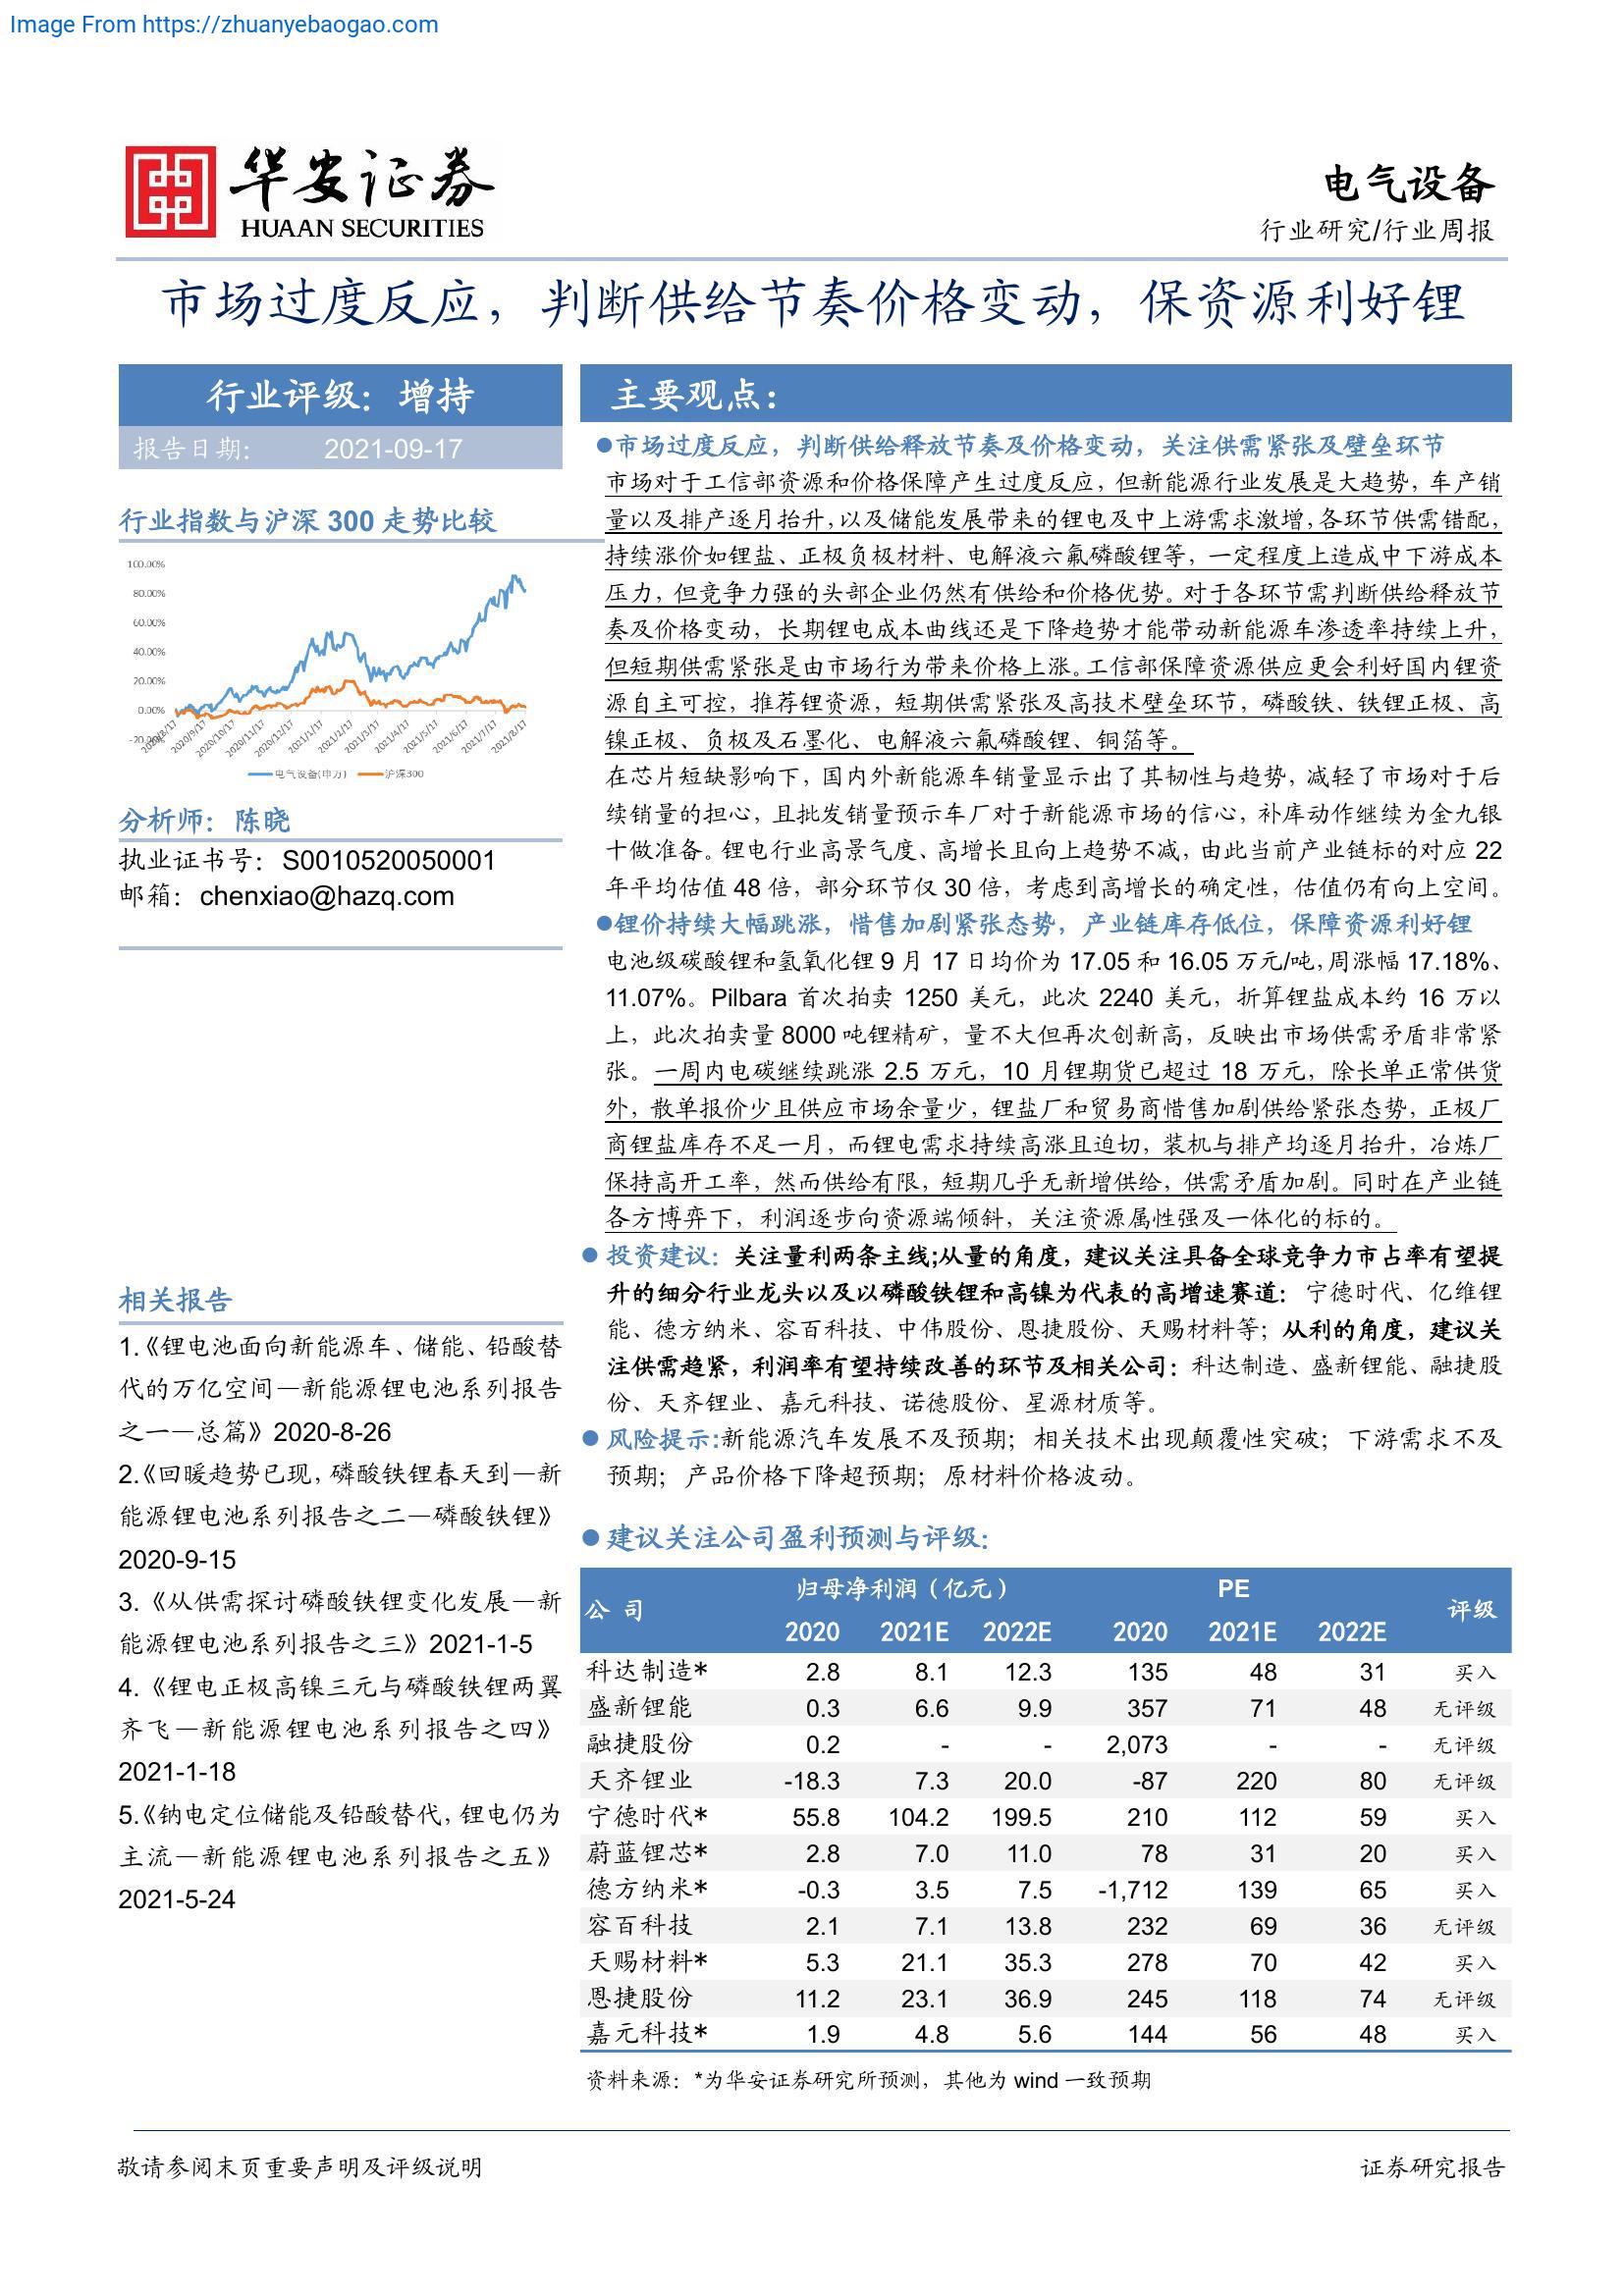 Image From https://zhuanyebaogao.com
华安证券
HUAAN SECURITIES
电气设备
行业研究/行业周报
市场过度反应，判断供给节奏价格变动，保资源利好锂
行业评级：增持
报告日期： 2021-09-17
行业指数与沪深 300 走势比较
100.00%
80.00%
60.00%
40.00%
20.00%
0.00%
-20.00%
2020/8/17 2020/9/17 2020/10/17 2020/11/17 2020/12/17 2021/1/17 2021/2/17 2021/3/17 2021/4/17 2021/5/17 2021/6/17 2021/7/17 2021/8/17
电气设备(申万) 沪深300
分析师：陈晓
执业证书号：S0010520050001
邮箱：chenxiao@hazq.com
相关报告
1.《锂电池面向新能源车、储能、铅酸替
代的万亿空间—新能源锂电池系列报告
之一—总篇》2020-8-26
2.《回暖趋势已现，磷酸铁锂春天到—新
能源锂电池系列报告之二—磷酸铁锂》
2020-9-15
3.《从供需探讨磷酸铁锂变化发展—新
能源锂电池系列报告之三》2021-1-5
4.《锂电正极高镍三元与磷酸铁锂两翼
齐飞—新能源锂电池系列报告之四》
2021-1-18
5.《钠电定位储能及铅酸替代，锂电仍为
主流—新能源锂电池系列报告之五》
2021-5-24
主要观点：
●市场过度反应，判断供给释放节奏及价格变动，关注供需紧张及壁垒环节
市场对于工信部资源和价格保障产生过度反应，但新能源行业发展是大趋势，车产销
量以及排产逐月抬升，以及储能发展带来的锂电及中上游需求激增，各环节供需错配，
持续涨价如锂盐、正极负极材料、电解液六氟磷酸锂等，一定程度上造成中下游成本
压力，但竞争力强的头部企业仍然有供给和价格优势。对于各环节需判断供给释放节
奏及价格变动，长期锂电成本曲线还是下降趋势才能带动新能源车渗透率持续上升，
但短期供需紧张是由市场行为带来价格上涨。工信部保障资源供应更会利好国内锂资
源自主可控，推荐锂资源，短期供需紧张及高技术壁垒环节，磷酸铁、铁锂正极、高
镍正极、负极及石墨化、电解液六氟磷酸锂、铜箔等。
在芯片短缺影响下，国内外新能源车销量显示出了其韧性与趋势，减轻了市场对于后
续销量的担心，且批发销量预示车厂对于新能源市场的信心，补库动作继续为金九银
十做准备。锂电行业高景气度、高增长且向上趋势不减，由此当前产业链标的对应 22
年平均估值 48 倍，部分环节仅 30 倍，考虑到高增长的确定性，估值仍有向上空间。
●锂价持续大幅跳涨，惜售加剧紧张态势，产业链库存低位，保障资源利好锂
电池级碳酸锂和氢氧化锂 9 月 17 日均价为 17.05 和 16.05 万元/吨，周涨幅 17.18%、
11.07%。Pilbara 首次拍卖 1250 美元，此次 2240 美元，折算锂盐成本约 16 万以
上，此次拍卖量 8000 吨锂精矿，量不大但再次创新高，反映出市场供需矛盾非常紧
张。一周内电碳继续跳涨 2.5 万元，10 月锂期货已超过 18 万元，除长单正常供货
外，散单报价少且供应市场余量少，锂盐厂和贸易商惜售加剧供给紧张态势，正极厂
商锂盐库存不足一月，而锂电需求持续高涨且迫切，装机与排产均逐月抬升，冶炼厂
保持高开工率，然而供给有限，短期几乎无新增供给，供需矛盾加剧。同时在产业链
各方博弈下，利润逐步向资源端倾斜，关注资源属性强及一体化的标的。
● 投资建议：关注量利两条主线;从量的角度，建议关注具备全球竞争力市占率有望提
升的细分行业龙头以及以磷酸铁锂和高镍为代表的高增速赛道：宁德时代、亿维锂
能、德方纳米、容百科技、中伟股份、恩捷股份、天赐材料等；从利的角度，建议关
注供需趋紧，利润率有望持续改善的环节及相关公司：科达制造、盛新锂能、融捷股
份、天齐锂业、嘉元科技、诺德股份、星源材质等。
● 风险提示:新能源汽车发展不及预期；相关技术出现颠覆性突破；下游需求不及
预期；产品价格下降超预期；原材料价格波动。
● 建议关注公司盈利预测与评级：
公 司 归母净利润（亿元） PE 评级
2020 2021E 2022E 2020 2021E 2022E
科达制造* 2.8 8.1 12.3 135 48 31 买入
盛新锂能 0.3 6.6 9.9 357 71 48 无评级
融捷股份 0.2 - - 2,073 - - 无评级
天齐锂业 -18.3 7.3 20.0 -87 220 80 无评级
宁德时代* 55.8 104.2 199.5 210 112 59 买入
蔚蓝锂芯* 2.8 7.0 11.0 78 31 20 买入
德方纳米* -0.3 3.5 7.5 -1,712 139 65 买入
容百科技 2.1 7.1 13.8 232 69 36 无评级
天赐材料* 5.3 21.1 35.3 278 70 42 买入
恩捷股份 11.2 23.1 36.9 245 118 74 无评级
嘉元科技* 1.9 4.8 5.6 144 56 48 买入
资料来源：*为华安证券研究所预测，其他为 wind 一致预期
敬请参阅末页重要声明及评级说明
证券研究报告